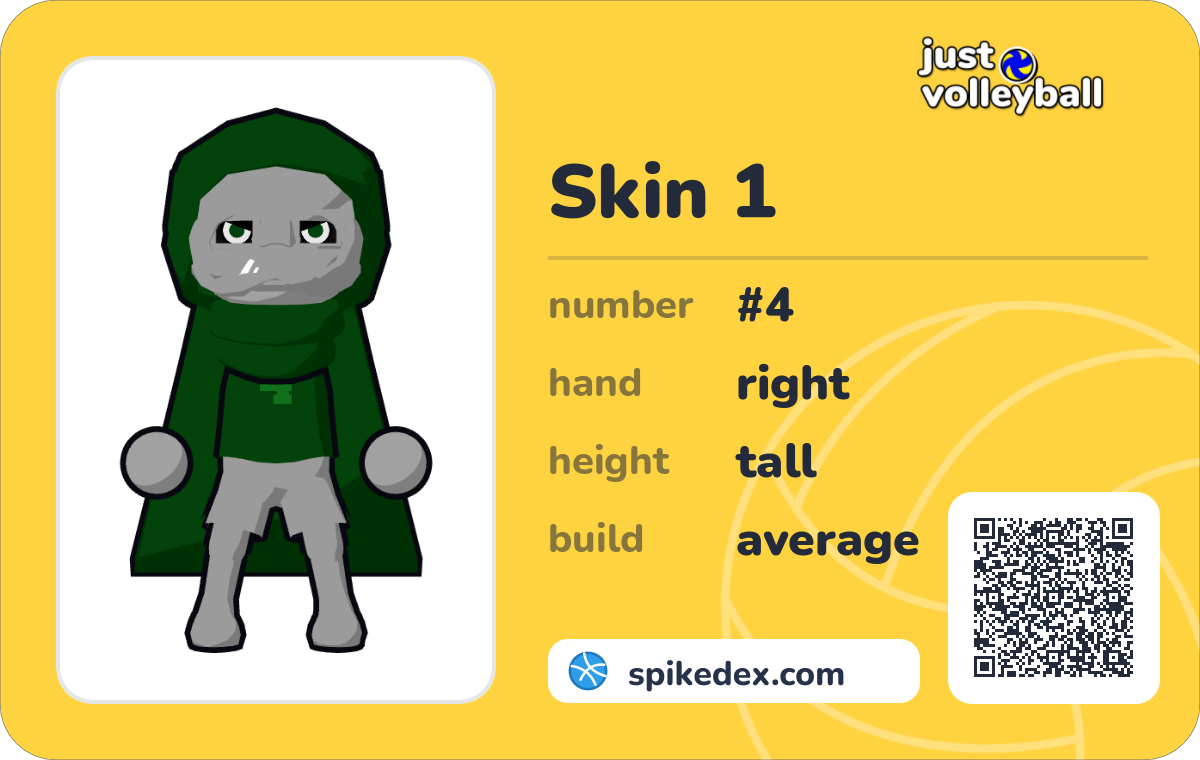 just
volleyball
Skin 1
number #4
hand right
height tall
build average
spikedex.com